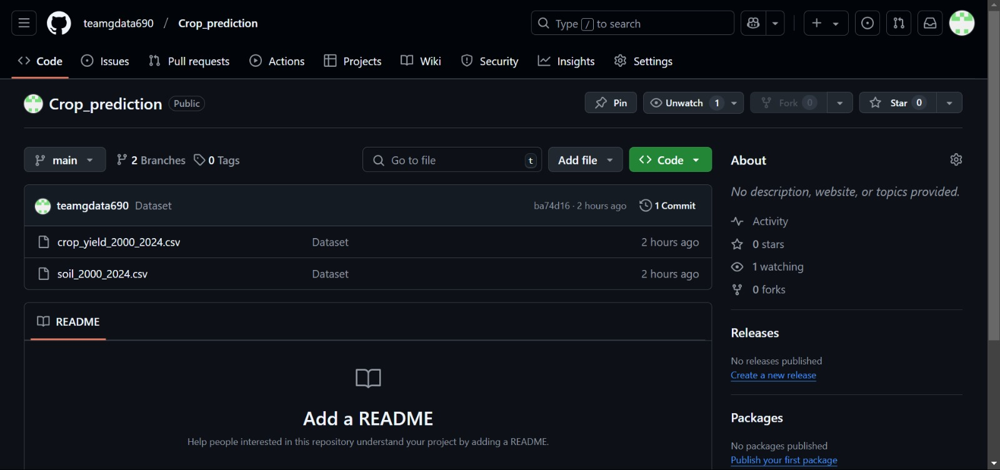 teamgdata690 / Crop_prediction
Type / to search
Code Issues Pull requests Actions Projects Wiki Security Insights Settings
Crop_prediction Public
Pin Unwatch 1 Fork 0 Star 0
main 2 Branches 0 Tags Go to file t Add file Code
teamgdata690 Dataset ba74d16 · 2 hours ago 1 Commit
crop_yield_2000_2024.csv Dataset 2 hours ago
soil_2000_2024.csv Dataset 2 hours ago
README
Add a README
Help people interested in this repository understand your project by adding a README.
About
No description, website, or topics provided.
Activity
0 stars
1 watching
0 forks
Releases
No releases published
Create a new release
Packages
No packages published
Publish your first package